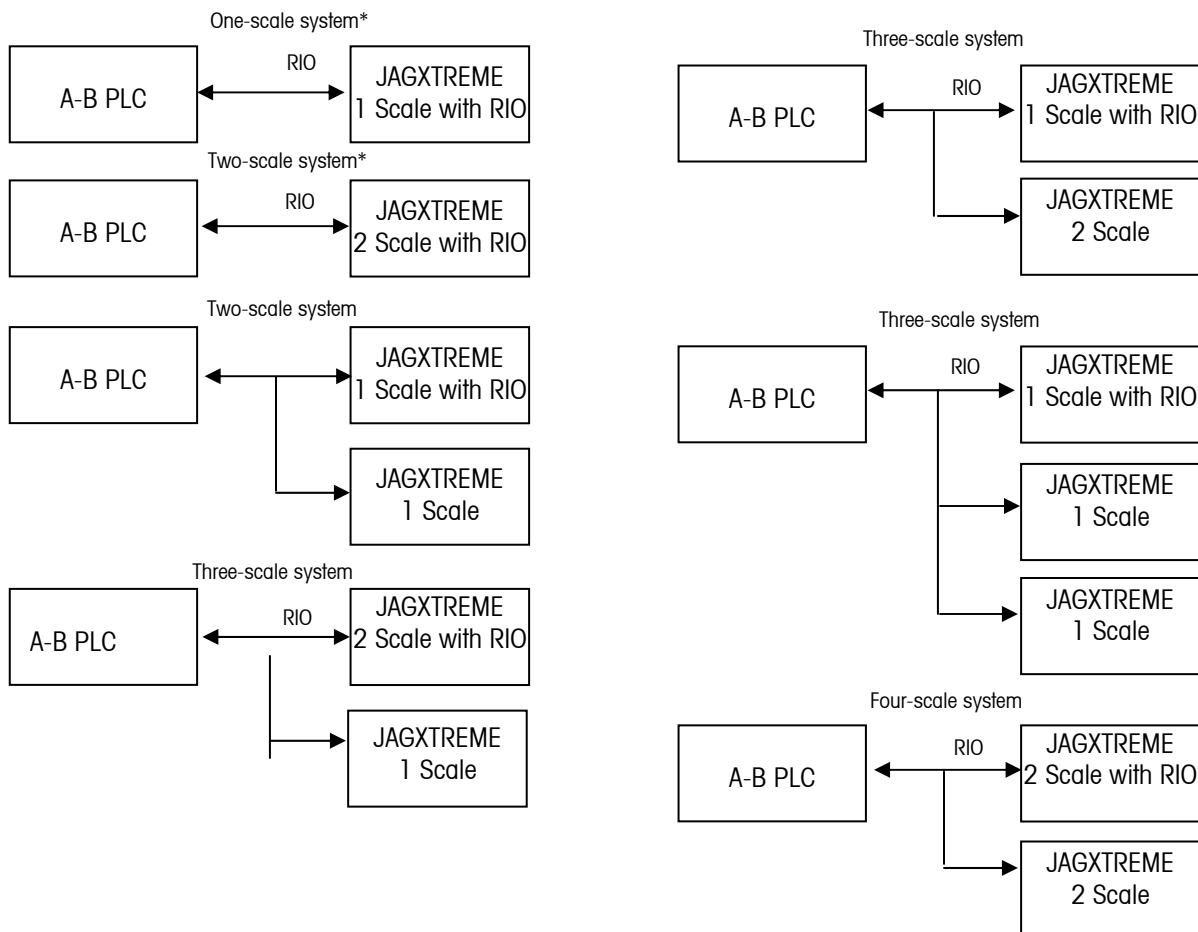 One-scale system*
A-B PLC
RIO
JAGXTREME
1 Scale with RIO
Two-scale system*
A-B PLC
RIO
JAGXTREME
2 Scale with RIO
Two-scale system
A-B PLC
JAGXTREME
1 Scale with RIO
JAGXTREME
1 Scale
Three-scale system
A-B PLC
RIO
JAGXTREME
2 Scale with RIO
JAGXTREME
1 Scale
Three-scale system
A-B PLC
RIO
JAGXTREME
1 Scale with RIO
JAGXTREME
2 Scale
Three-scale system
A-B PLC
RIO
JAGXTREME
1 Scale with RIO
JAGXTREME
1 Scale
JAGXTREME
1 Scale
Four-scale system
A-B PLC
RIO
JAGXTREME
2 Scale with RIO
JAGXTREME
2 Scale